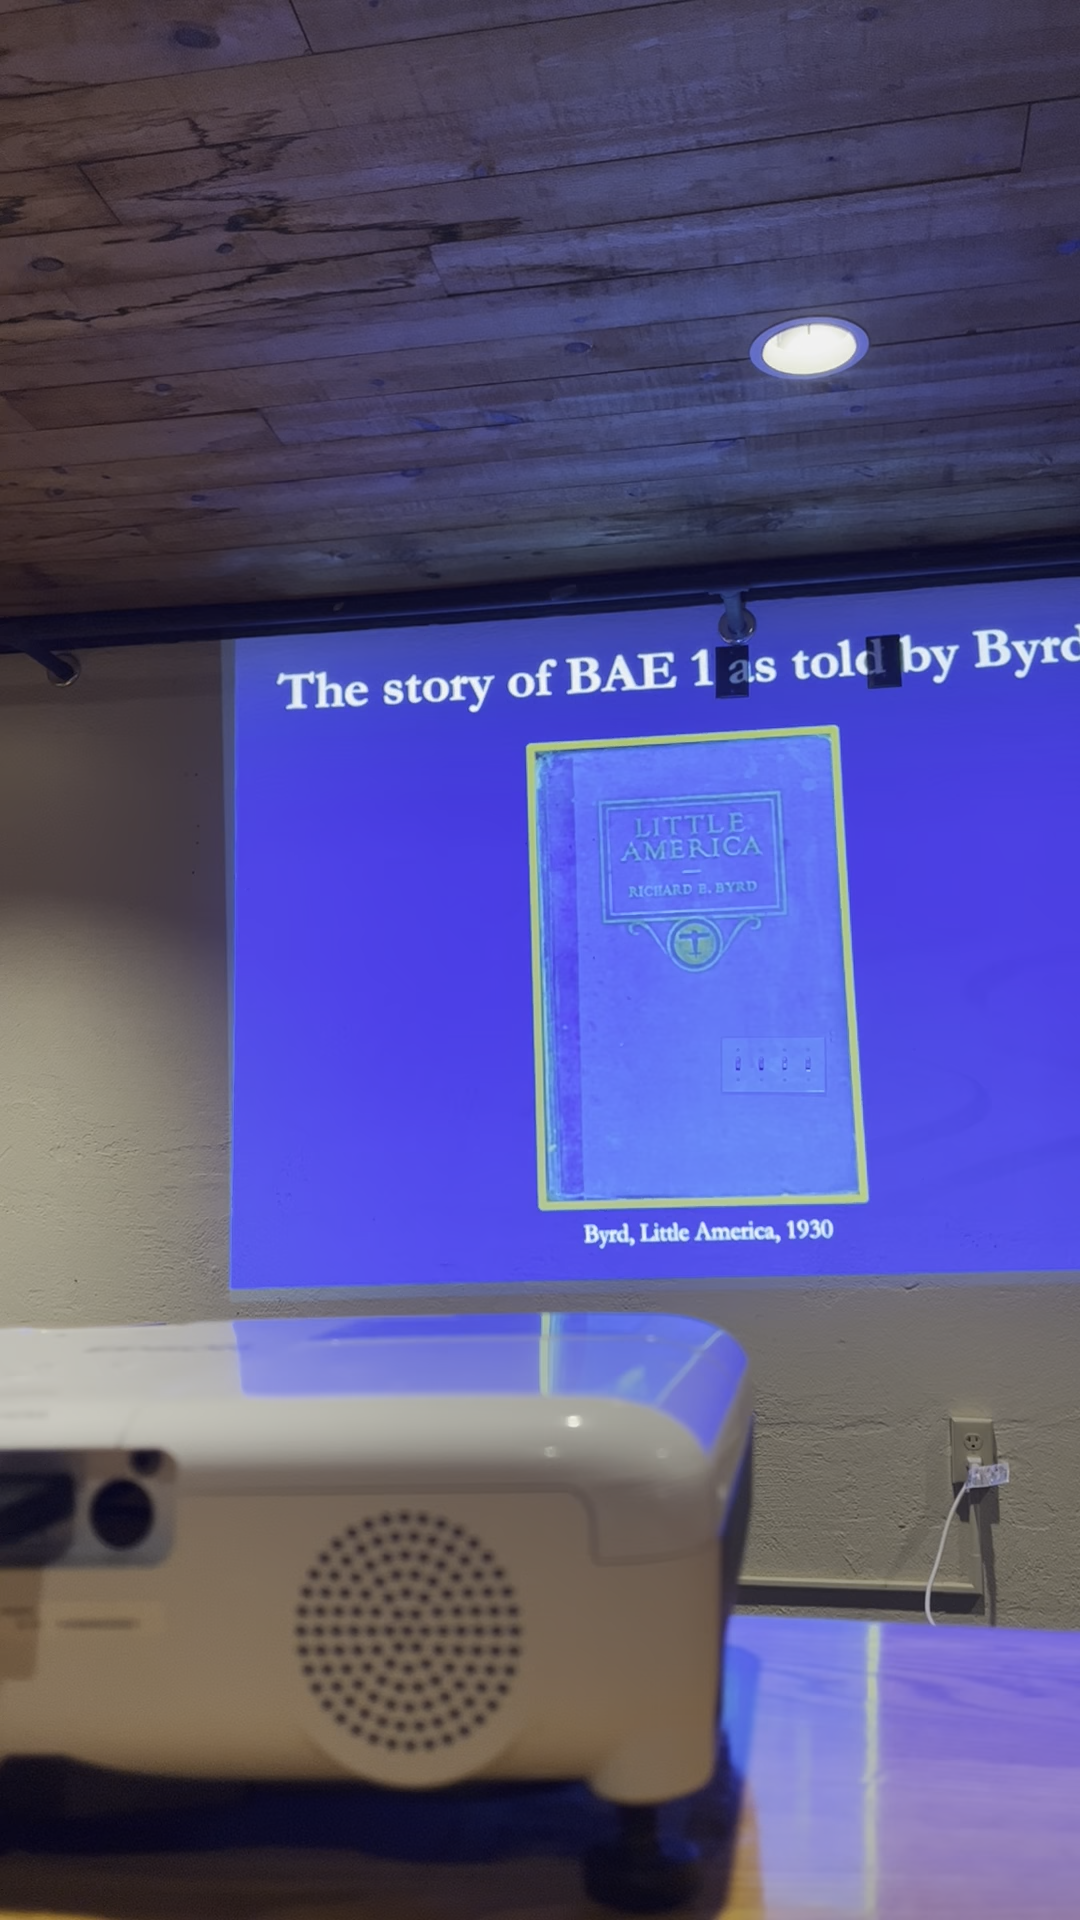 The story of BAE 1 as told by Byrd
LITTLE
AMERICA
RICHARD E. BYRD
Byrd, Little America, 1930